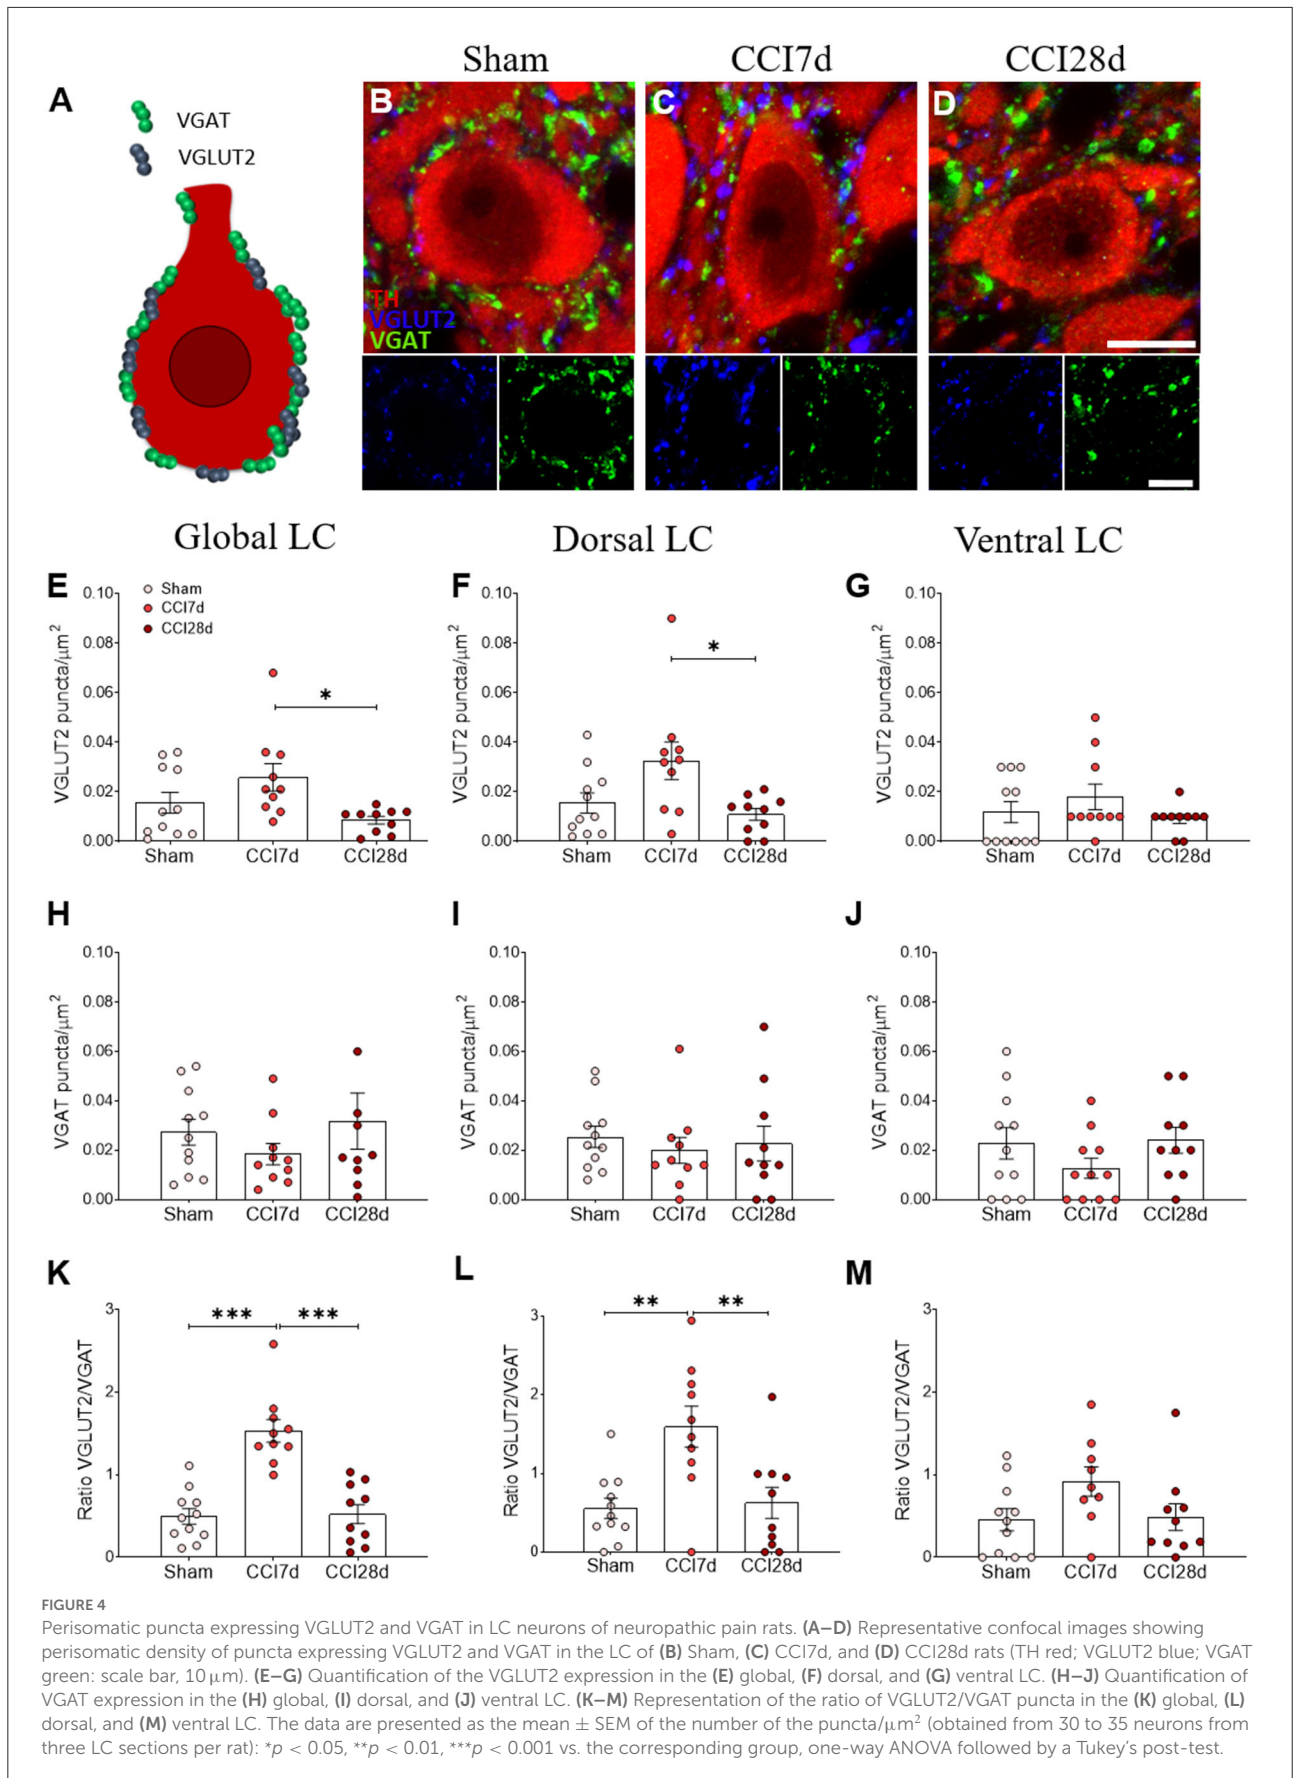 Sham CCI7d CCI28d
A VGAT VGLUT2
B C D
TH
VGLUT2
VGAT
Global LC Dorsal LC Ventral LC
E
Sham
CCI7d
CCI28d
VGLUT2 puncta/μm²
0.10
0.08
0.06
0.04
0.02
0.00
*
Sham CCI7d CCI28d
F
VGLUT2 puncta/μm²
0.10
0.08
0.06
0.04
0.02
0.00
*
Sham CCI7d CCI28d
G
VGLUT2 puncta/μm²
0.10
0.08
0.06
0.04
0.02
0.00
Sham CCI7d CCI28d
H
VGAT puncta/μm²
0.10
0.08
0.06
0.04
0.02
0.00
Sham CCI7d CCI28d
I
VGAT puncta/μm²
0.10
0.08
0.06
0.04
0.02
0.00
Sham CCI7d CCI28d
J
VGAT puncta/μm²
0.10
0.08
0.06
0.04
0.02
0.00
Sham CCI7d CCI28d
K
Ratio VGLUT2/VGAT
3
2
1
0
*** ***
Sham CCI7d CCI28d
L
Ratio VGLUT2/VGAT
3
2
1
0
** **
Sham CCI7d CCI28d
M
Ratio VGLUT2/VGAT
3
2
1
0
Sham CCI7d CCI28d
FIGURE 4
Perisomatic puncta expressing VGLUT2 and VGAT in LC neurons of neuropathic pain rats. (A–D) Representative confocal images showing
perisomatic density of puncta expressing VGLUT2 and VGAT in the LC of (B) Sham, (C) CCI7d, and (D) CCI28d rats (TH red; VGLUT2 blue; VGAT
green: scale bar, 10 μm). (E–G) Quantification of the VGLUT2 expression in the (E) global, (F) dorsal, and (G) ventral LC. (H–J) Quantification of
VGAT expression in the (H) global, (I) dorsal, and (J) ventral LC. (K–M) Representation of the ratio of VGLUT2/VGAT puncta in the (K) global, (L)
dorsal, and (M) ventral LC. The data are presented as the mean ± SEM of the number of the puncta/μm² (obtained from 30 to 35 neurons from
three LC sections per rat): *p < 0.05, **p < 0.01, ***p < 0.001 vs. the corresponding group, one-way ANOVA followed by a Tukey's post-test.